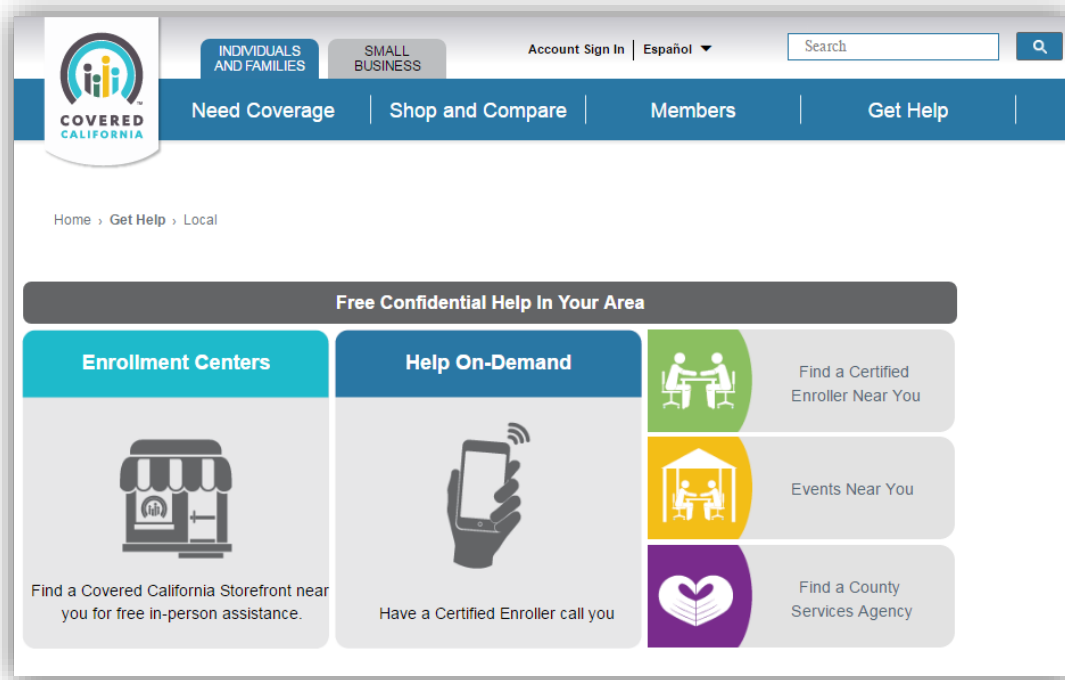 COVERED
CALIFORNIA
™
INDIVIDUALS
AND FAMILIES
SMALL
BUSINESS
Account Sign In
Español
Search
Need Coverage
Shop and Compare
Members
Get Help
Home › Get Help › Local
Free Confidential Help In Your Area
Enrollment Centers
Find a Covered California Storefront near
you for free in-person assistance.
Help On-Demand
Have a Certified Enroller call you
Find a Certified
Enroller Near You
Events Near You
Find a County
Services Agency